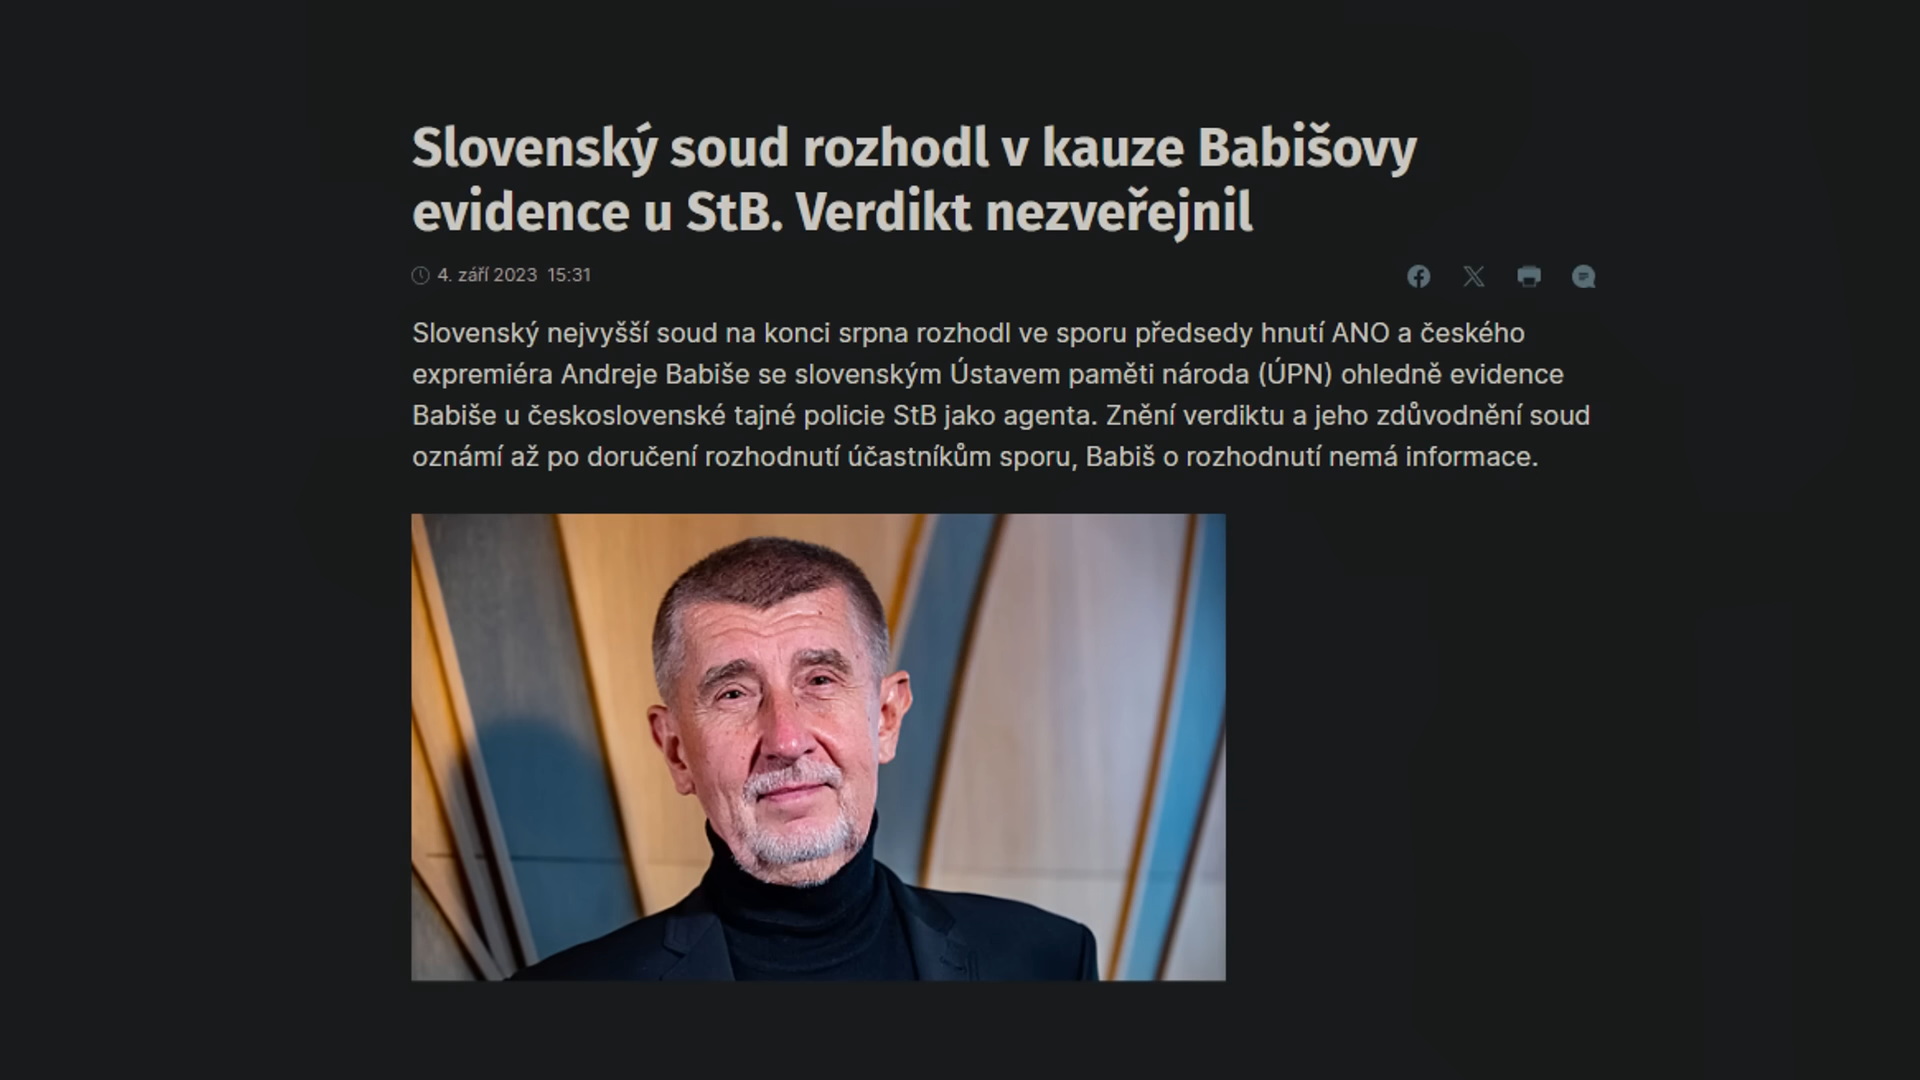 Slovenský soud rozhodl v kauze Babišovy
evidence u StB. Verdikt nezveřejnil
4. září 2023 15:31
Slovenský nejvyšší soud na konci srpna rozhodl ve sporu předsedy hnutí ANO a českého
expremiéra Andreje Babiše se slovenským Ústavem paměti národa (ÚPN) ohledně evidence
Babiše u československé tajné policie StB jako agenta. Znění verdiktu a jeho zdůvodnění soud
oznámí až po doručení rozhodnutí účastníkům sporu, Babiš o rozhodnutí nemá informace.